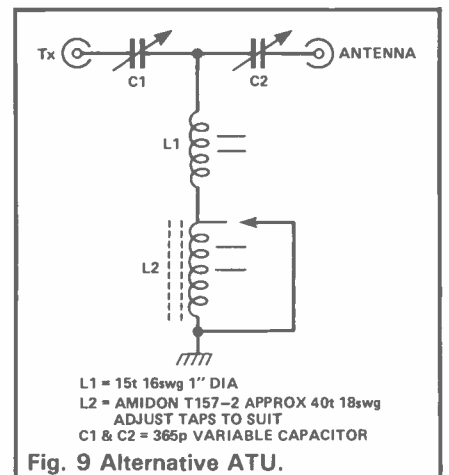 Tx
ANTENNA
C1
C2
L1
L2
L1 = 15t 16swg 1" DIA
L2 = AMIDON T157-2 APPROX 40t 18swg
ADJUST TAPS TO SUIT
C1 & C2 = 365p VARIABLE CAPACITOR
Fig. 9 Alternative ATU.